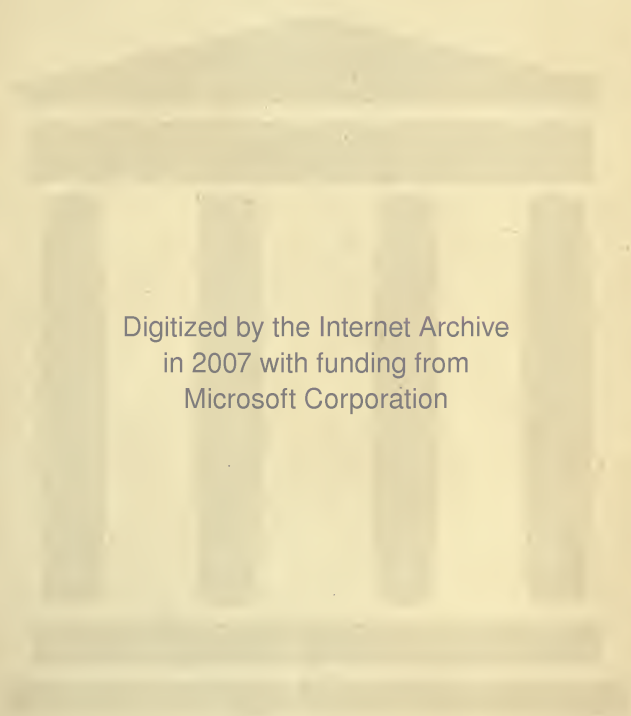 Digitized by the Internet Archive
in 2007 with funding from
Microsoft Corporation